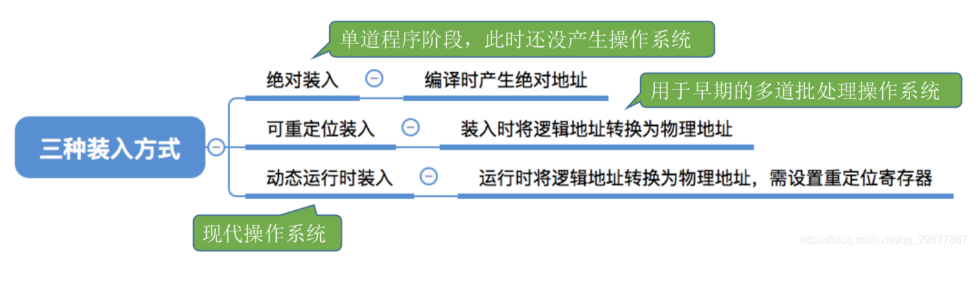 单道程序阶段，此时还没产生操作系统
绝对装入
编译时产生绝对地址
用于早期的多道批处理操作系统
三种装入方式
可重定位装入
装入时将逻辑地址转换为物理地址
动态运行时装入
运行时将逻辑地址转换为物理地址，需设置重定位寄存器
现代操作系统
https://blog.csdn.net/qq_29677867